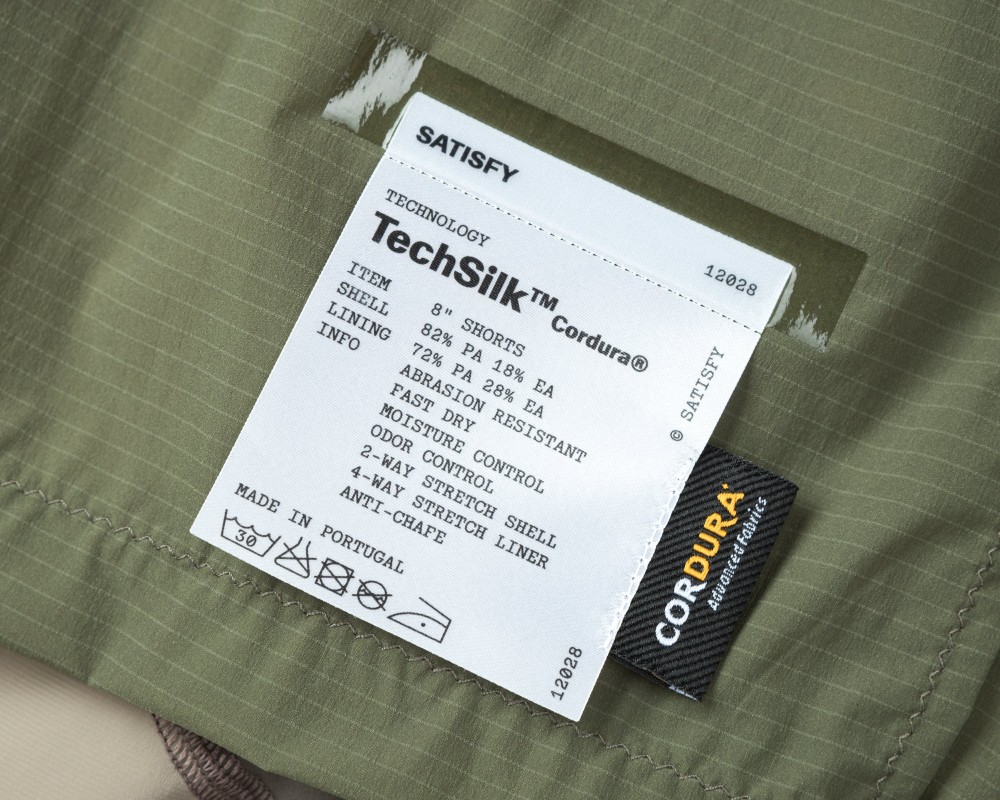 SATISFY
12028
TECHNOLOGY
TechSilk™
Cordura®
ITEM 8" SHORTS
SHELL 82% PA 18% EA
LINING 72% PA 28% EA
INFO ABRASION RESISTANT
FAST DRY
MOISTURE CONTROL
ODOR CONTROL
2-WAY STRETCH SHELL
4-WAY STRETCH LINER
ANTI-CHAFE
© SATISFY
MADE IN PORTUGAL
30
12028
CORDURA
Advanced Fabrics